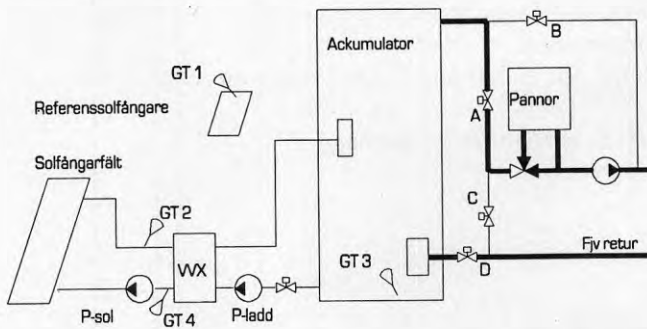 Ackumulator
B
GT 1
Pannor
Referenssolfångare
A
Solfångarfält
C
GT 2
VVX
Fjv retur
GT 3
D
P-sol
GT 4
P-ladd